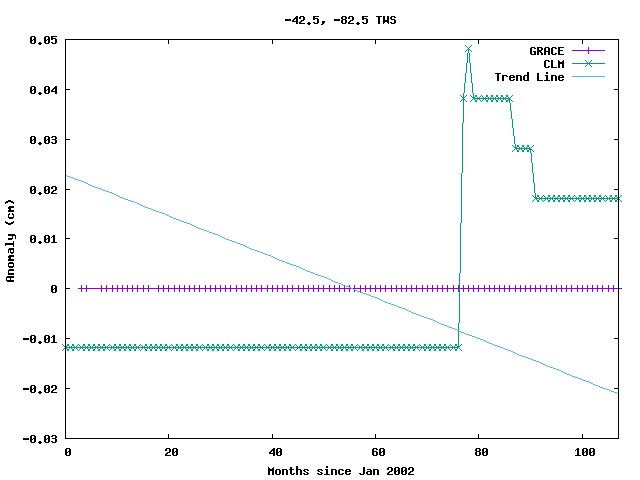 -42.5, -82.5 TWS
0.05
0.04
0.03
0.02
0.01
0
-0.01
-0.02
-0.03
Anomaly (cm)
GRACE
CLM
Trend Line
0 20 40 60 80 100
Months since Jan 2002